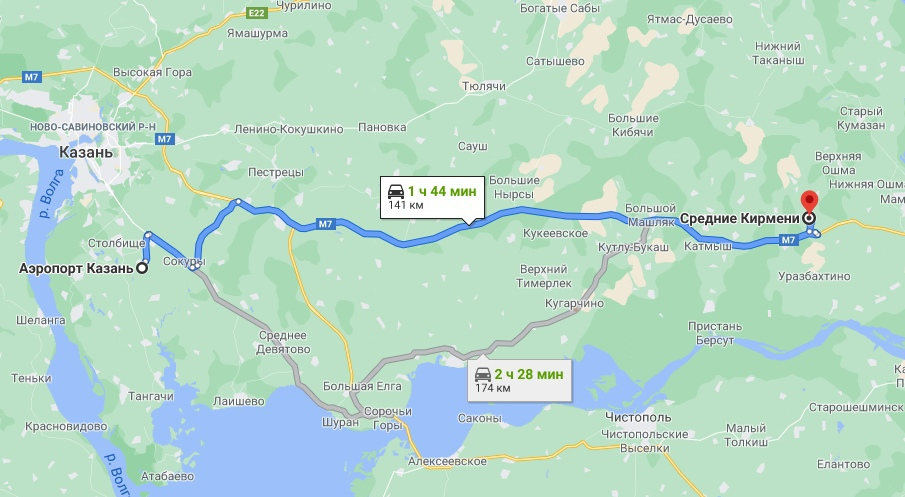 Чурилино
Богатые Сабы
E22
Ятмас-Дусаево
Ямашурма
Нижний
Таканыш
Сатышево
M7
Высокая Гора
Тюлячи
Старый
Кумазан
Большие
Кибячи
НОВО-САВИНОВСКИЙ Р-Н
Ленино-Кокушкино
Пановка
M7
Казань
Сауш
Верхняя
Ошма
Пестрецы
Большие
Нырсы
Нижняя Ошма
1 ч 44 мин
141 км
р. Волга
Мам
Большой
Машляк
Средние Кирмени
M7
Кукеевское
Столбище
Кутлу-Букаш
Катмыш
M7
Аэропорт Казань
Сокуры
Верхний
Тимерлек
Уразбахтино
Кугарчино
Шеланга
Среднее
Девятово
Пристань
Берсут
2 ч 28 мин
174 км
Теньки
Большая Елга
Тангачи
Лаишево
Сорочьи
Горы
Шуран
Саконы
Чистополь
Старошешминск
Красновидово
Чистопольские
Выселки
Малый
Толкиш
Алексеевское
Елантово
Атабаево
р. Волг